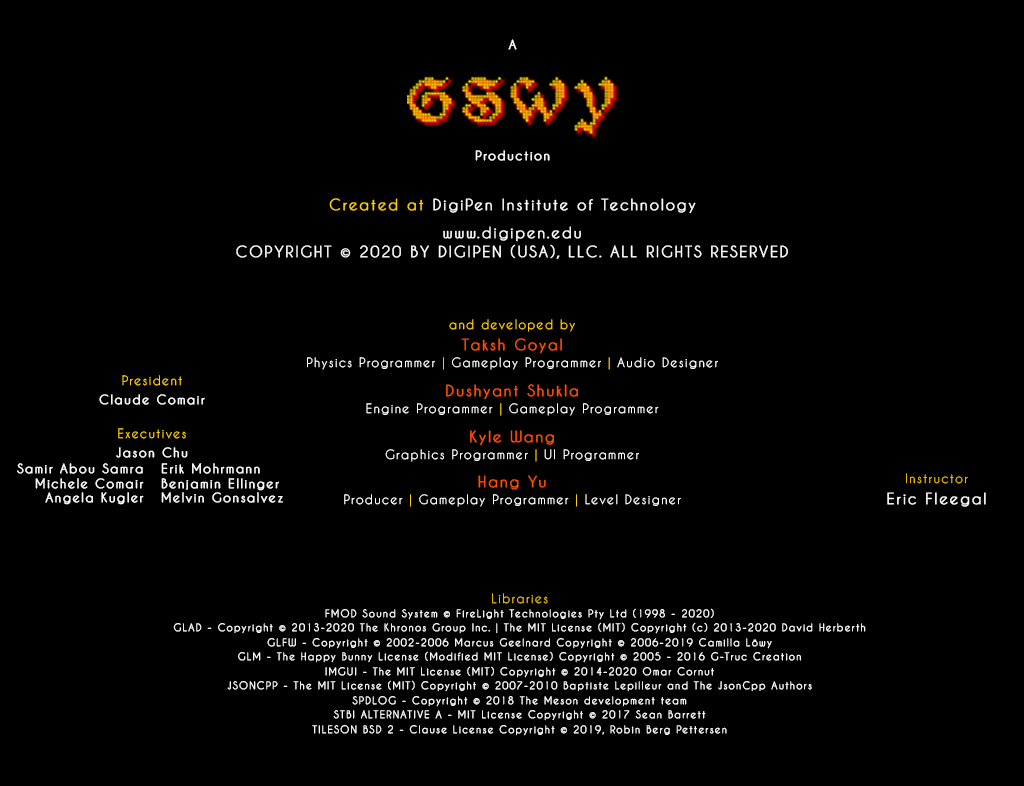 A
GSWY
Production
Created at DigiPen Institute of Technology
www.digipen.edu
COPYRIGHT © 2020 BY DIGIPEN (USA), LLC. ALL RIGHTS RESERVED
and developed by
Taksh Goyal
Physics Programmer | Gameplay Programmer | Audio Designer
Dushyant Shukla
Engine Programmer | Gameplay Programmer
Kyle Wang
Graphics Programmer | UI Programmer
Hang Yu
Producer | Gameplay Programmer | Level Designer
President
Claude Comair
Executives
Jason Chu
Samir Abou Samra Erik Mohrmann
Michele Comair Benjamin Ellinger
Angela Kugler Melvin Gonsalvez
Instructor
Eric Fleegal
Libraries
FMOD Sound System © FireLight Technologies Pty Ltd (1998 - 2020)
GLAD - Copyright © 2013-2020 The Khronos Group Inc. | The MIT License (MIT) Copyright (c) 2013-2020 David Herberth
GLFW - Copyright © 2002-2006 Marcus Geelnard Copyright © 2006-2019 Camilla Löwy
GLM - The Happy Bunny License (Modified MIT License) Copyright © 2005 - 2016 G-Truc Creation
IMGUI - The MIT License (MIT) Copyright © 2014-2020 Omar Cornut
JSONCPP - The MIT License (MIT) Copyright © 2007-2010 Baptiste Lepilleur and The JsonCpp Authors
SPDLOG - Copyright © 2018 The Meson development team
STBI ALTERNATIVE A - MIT License Copyright © 2017 Sean Barrett
TILESON BSD 2 - Clause License Copyright © 2019, Robin Berg Pettersen